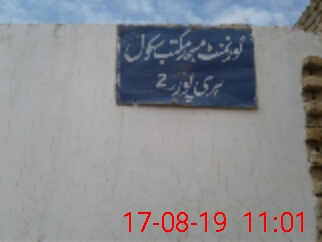 گورنمنٹ مسجد مکتب سکول
ہری پور 2
17-08-19 11:01